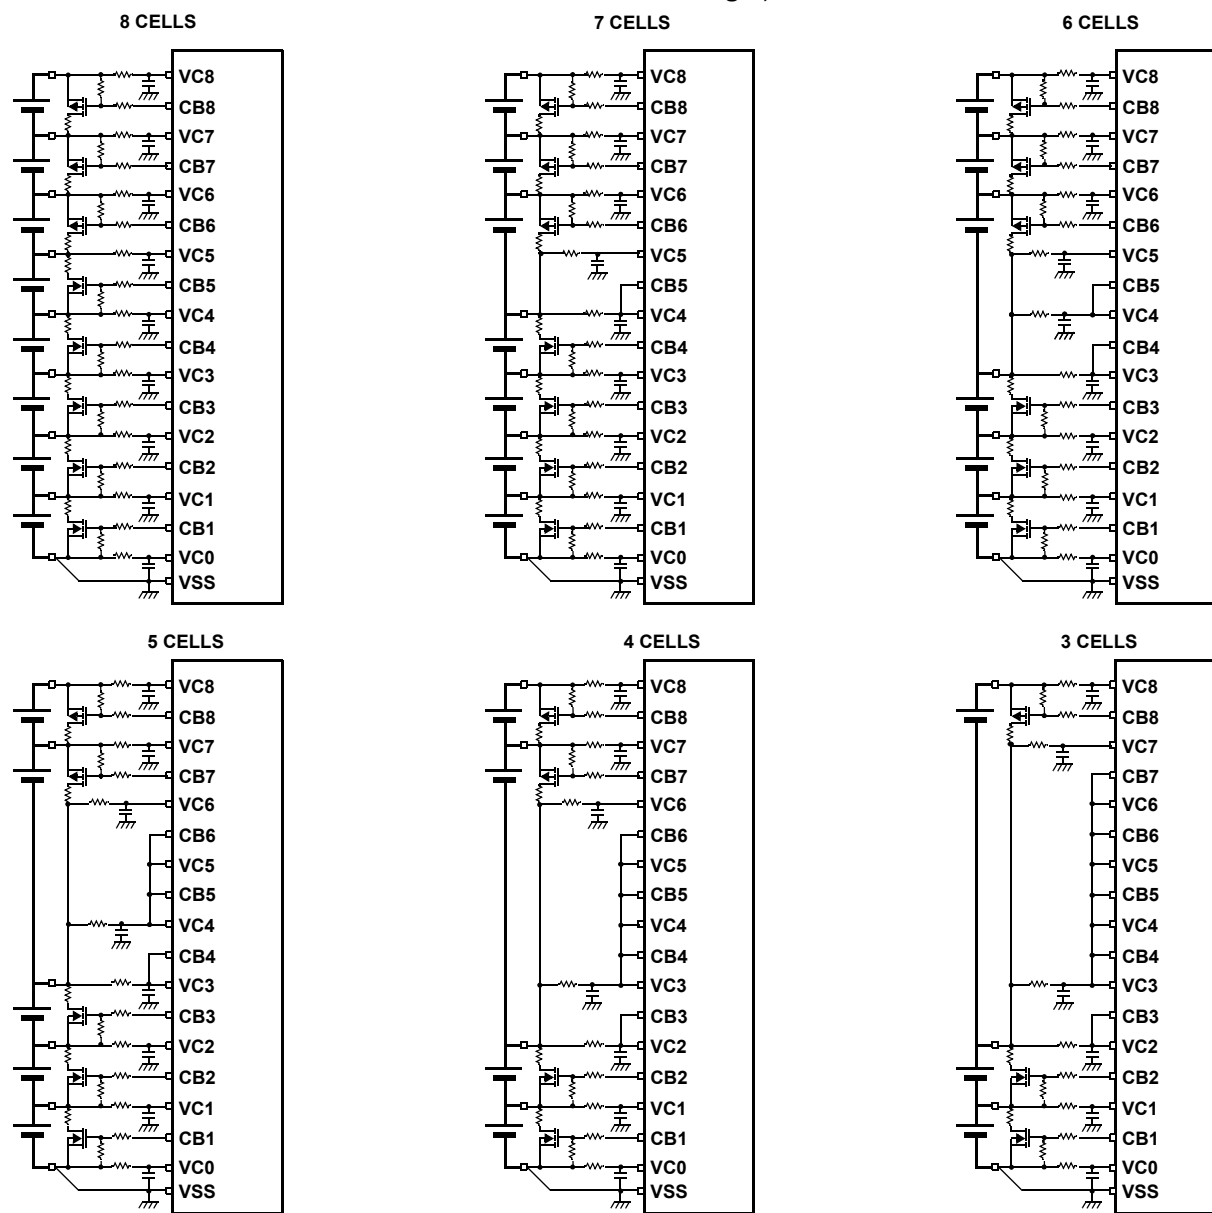 8 CELLS
VC8
CB8
VC7
CB7
VC6
CB6
VC5
CB5
VC4
CB4
VC3
CB3
VC2
CB2
VC1
CB1
VC0
VSS
7 CELLS
VC8
CB8
VC7
CB7
VC6
CB6
VC5
CB5
VC4
CB4
VC3
CB3
VC2
CB2
VC1
CB1
VC0
VSS
6 CELLS
VC8
CB8
VC7
CB7
VC6
CB6
VC5
CB5
VC4
CB4
VC3
CB3
VC2
CB2
VC1
CB1
VC0
VSS
5 CELLS
VC8
CB8
VC7
CB7
VC6
CB6
VC5
CB5
VC4
CB4
VC3
CB3
VC2
CB2
VC1
CB1
VC0
VSS
4 CELLS
VC8
CB8
VC7
CB7
VC6
CB6
VC5
CB5
VC4
CB4
VC3
CB3
VC2
CB2
VC1
CB1
VC0
VSS
3 CELLS
VC8
CB8
VC7
CB7
VC6
CB6
VC5
CB5
VC4
CB4
VC3
CB3
VC2
CB2
VC1
CB1
VC0
VSS